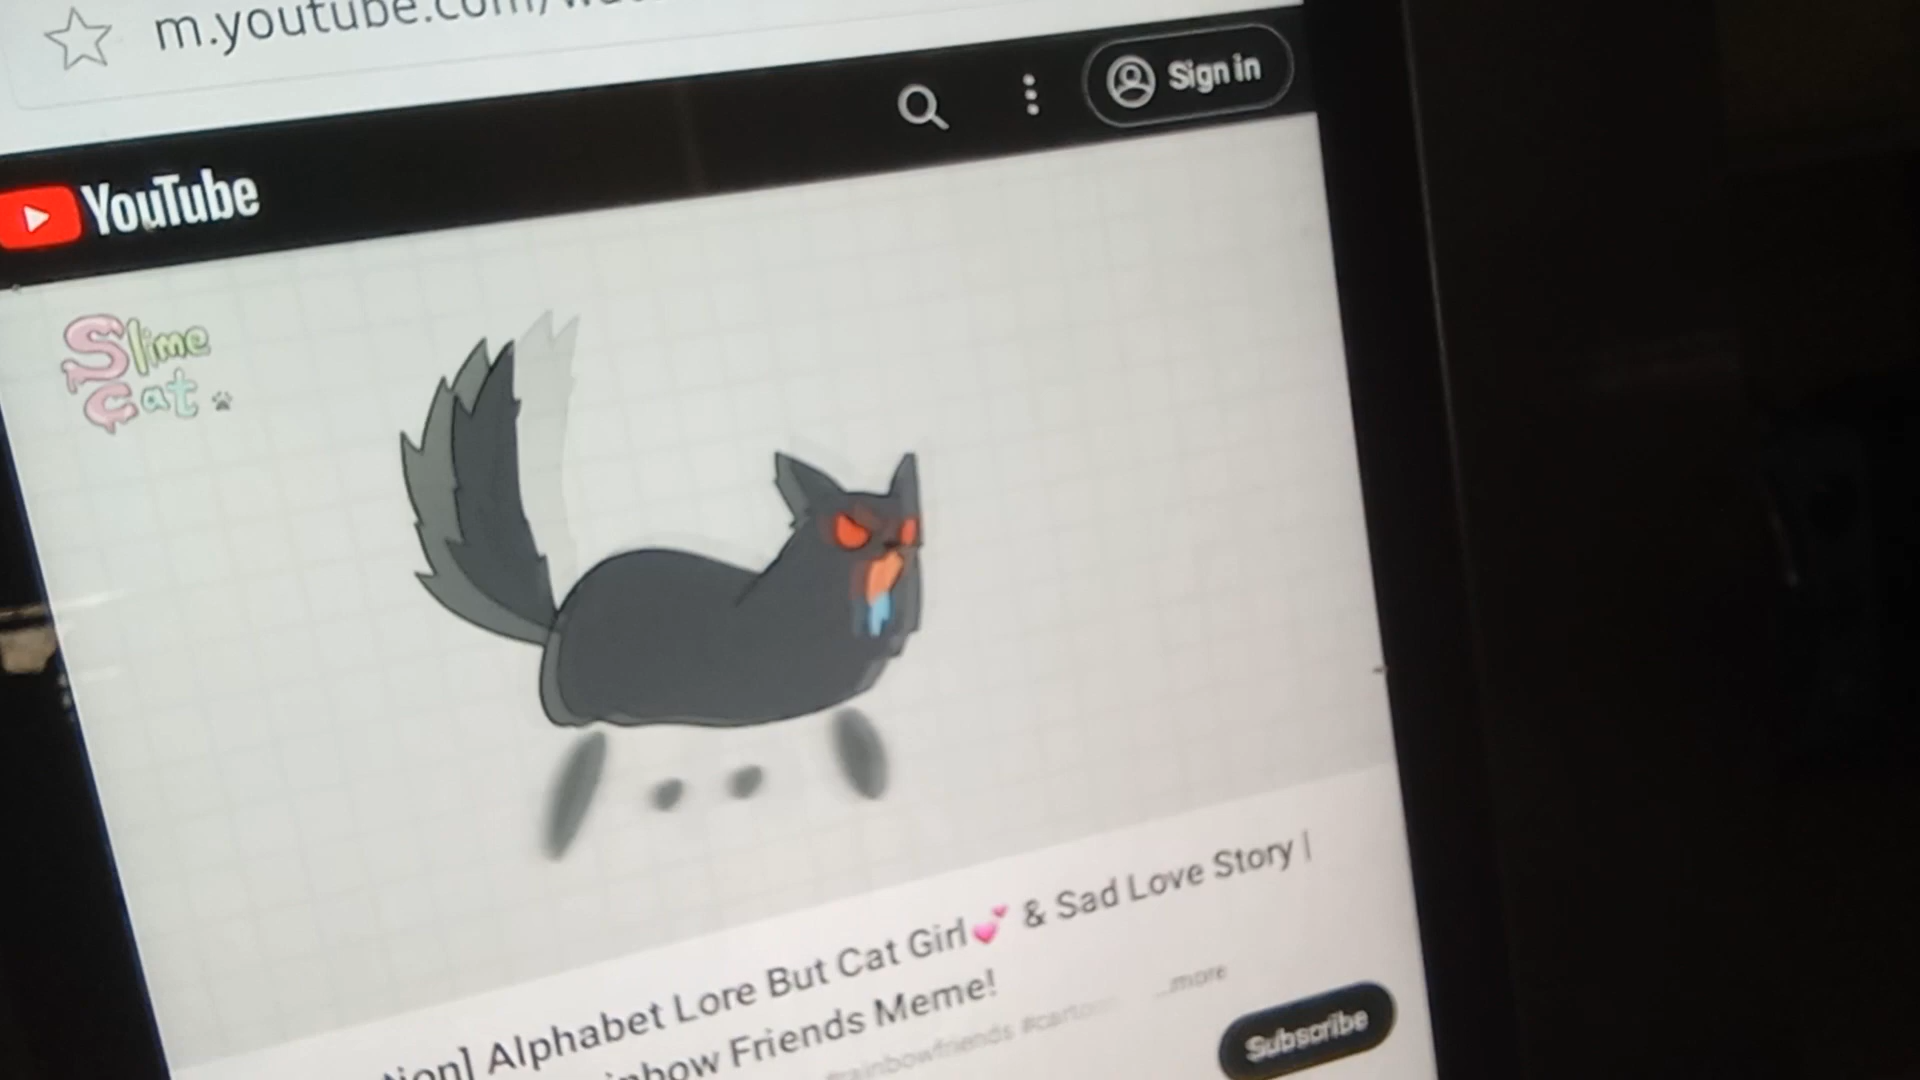 m.youtube.com/
Sign in
YouTube
Slime
Cat
Alphabet Lore But Cat Girl💕 & Sad Love Story |
Friends Meme!
#rainbowfriends
...more
Subscribe